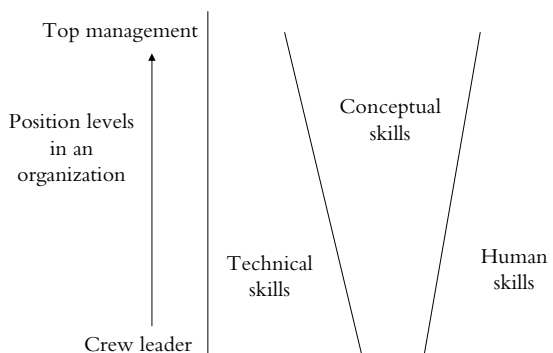 Top management
Position levels
in an
organization
Conceptual
skills
Technical
skills
Human
skills
Crew leader